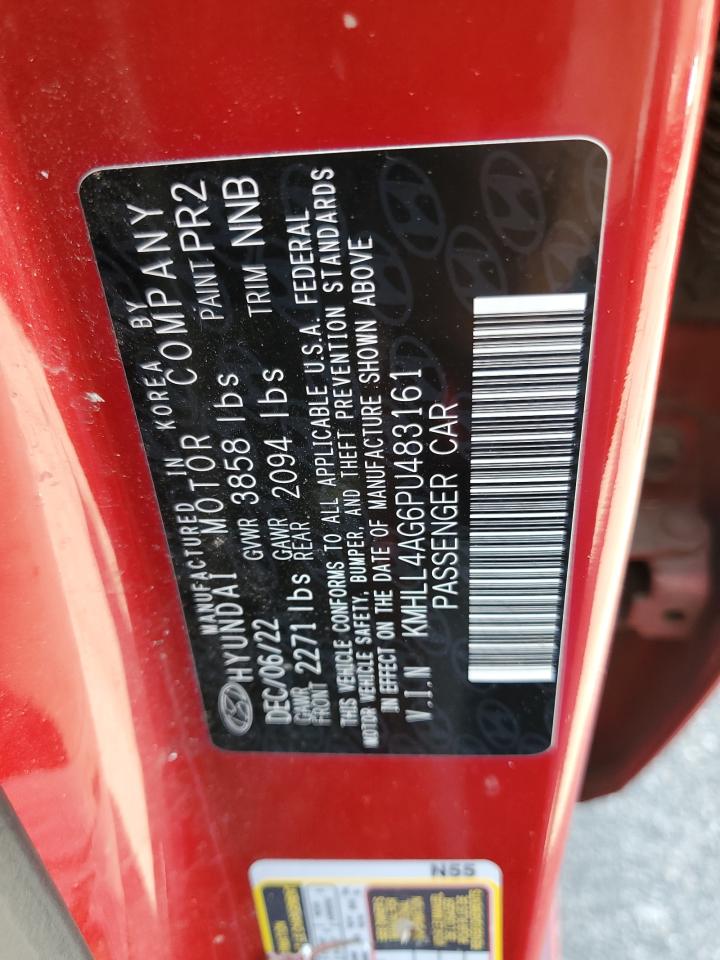 MANUFACTURED IN KOREA BY
HYUNDAI MOTOR COMPANY
DEC/06/22 GVWR 3858 lbs PAINT PR2
GAWR FRONT 2271 lbs GAWR REAR 2094 lbs TRIM NNB
THIS VEHICLE CONFORMS TO ALL APPLICABLE U.S.A. FEDERAL
MOTOR VEHICLE SAFETY, BUMPER, AND THEFT PREVENTION STANDARDS
IN EFFECT ON THE DATE OF MANUFACTURE SHOWN ABOVE
V.I.N KMHLL4AG6PU483161
PASSENGER CAR
N55